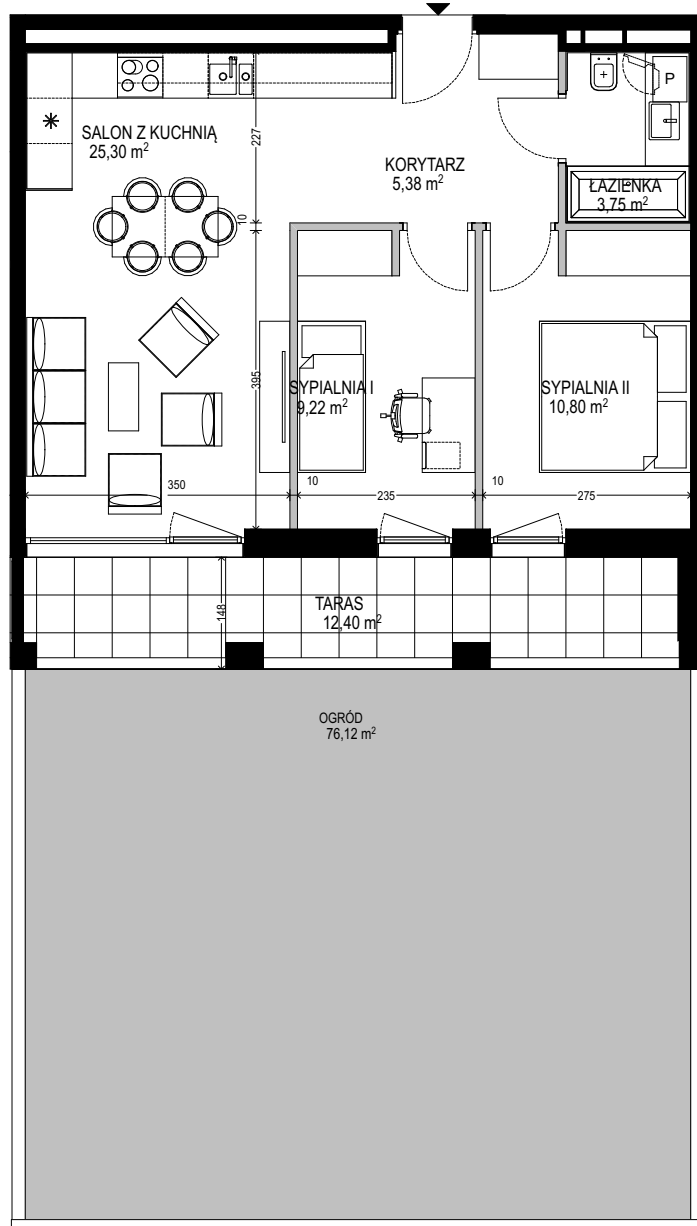 P
SALON Z KUCHNIĄ
25,30 m²
227
KORYTARZ
5,38 m²
ŁAZIENKA
3,75 m²
10
395
SYPIALNIA I
9,22 m²
SYPIALNIA II
10,80 m²
350
10
235
10
275
148
TARAS
12,40 m²
OGRÓD
76,12 m²